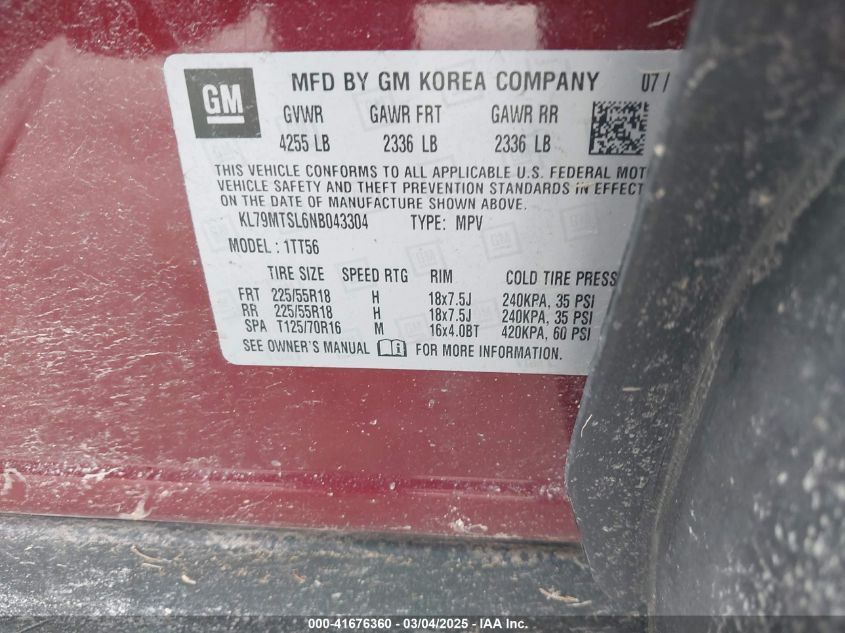 GM
MFD BY GM KOREA COMPANY 07/
GVWR GAWR FRT GAWR RR
4255 LB 2336 LB 2336 LB
THIS VEHICLE CONFORMS TO ALL APPLICABLE U.S. FEDERAL
VEHICLE SAFETY AND THEFT PREVENTION STANDARDS IN EFFECT
ON THE DATE OF MANUFACTURE SHOWN ABOVE.
KL79MTSL6NB043304 TYPE: MPV
MODEL : 1TT56
TIRE SIZE SPEED RTG RIM COLD TIRE PRESS
FRT 225/55R18 H 18x7.5J 240KPA, 35 PSI
RR 225/55R18 H 18x7.5J 240KPA, 35 PSI
SPA T125/70R16 M 16x4.0BT 420KPA, 60 PSI
SEE OWNER'S MANUAL FOR MORE INFORMATION.
000-41676360 - 03/04/2025 - IAA Inc.